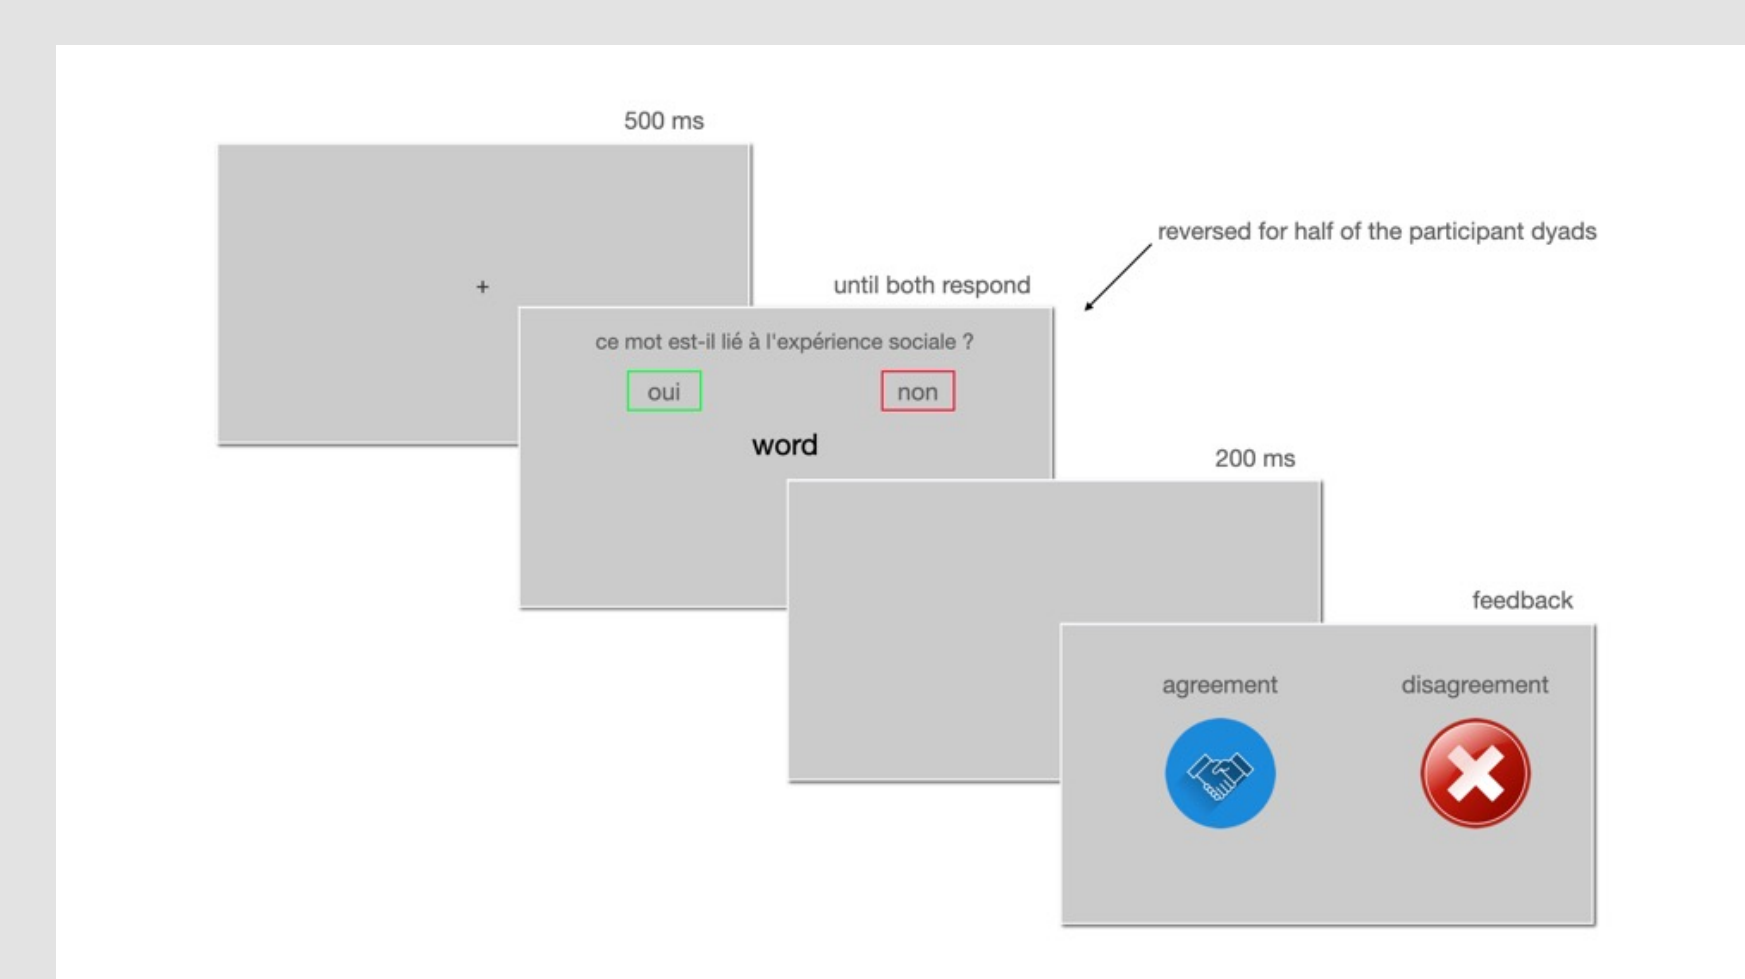 500 ms
+
reversed for half of the participant dyads
until both respond
ce mot est-il lié à l'expérience sociale ?
oui
non
word
200 ms
feedback
agreement
disagreement